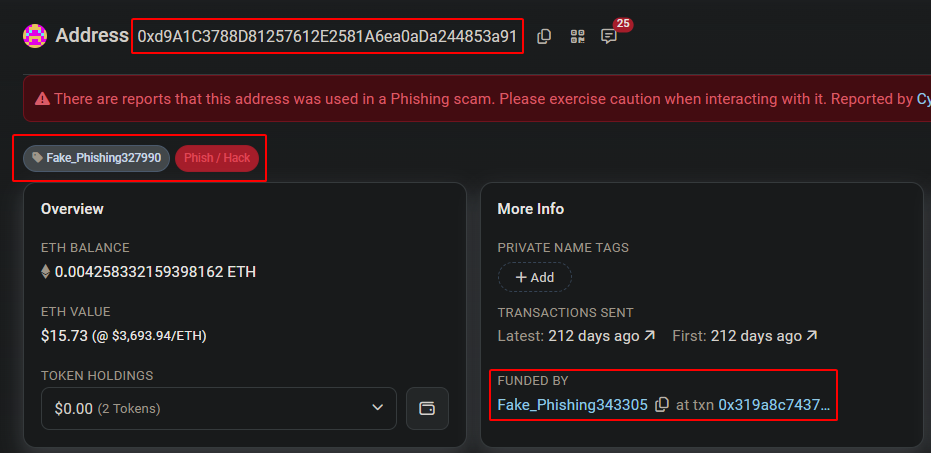 Address 0xd9A1C3788D81257612E2581A6ea0aDa244853a91
25
There are reports that this address was used in a Phishing scam. Please exercise caution when interacting with it. Reported by Cy
Fake_Phishing327990 Phish / Hack
Overview
ETH BALANCE
0.004258332159398162 ETH
ETH VALUE
$15.73 (@ $3,693.94/ETH)
TOKEN HOLDINGS
$0.00 (2 Tokens)
More Info
PRIVATE NAME TAGS
+ Add
TRANSACTIONS SENT
Latest: 212 days ago ↗ First: 212 days ago ↗
FUNDED BY
Fake_Phishing343305 at txn 0x319a8c7437...